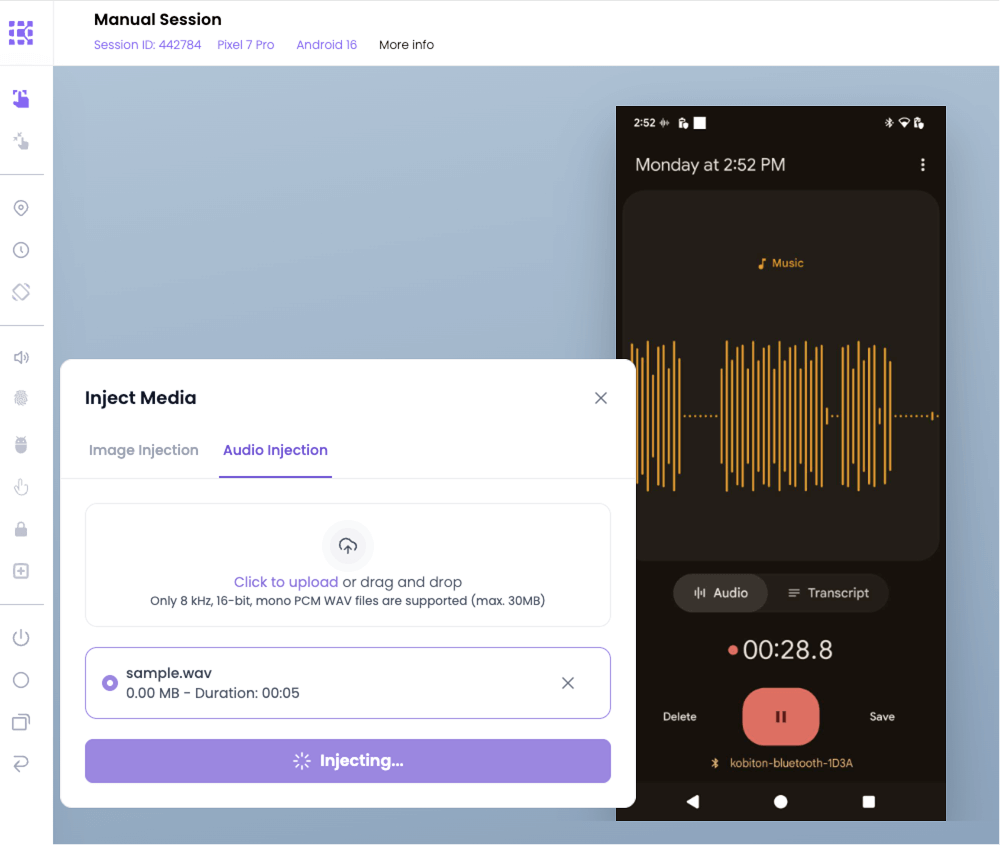 Manual Session
Session ID: 442784 Pixel 7 Pro Android 16 More info
2:52
Monday at 2:52 PM
Music
Inject Media
Image Injection Audio Injection
Click to upload or drag and drop
Only 8 kHz, 16-bit, mono PCM WAV files are supported (max. 30MB)
sample.wav
0.00 MB - Duration: 00:05
Injecting...
Audio Transcript
00:28.8
Delete Save
kobiton-bluetooth-1D3A